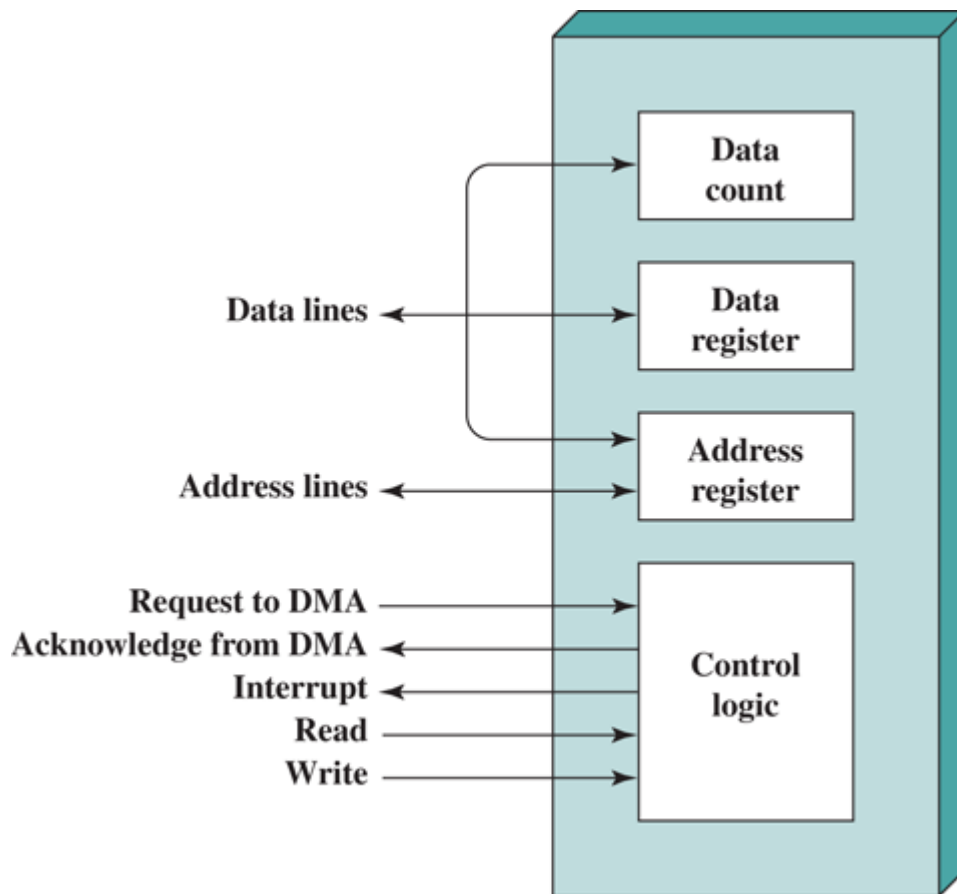 Data
count
Data lines
Data
register
Address lines
Address
register
Request to DMA
Acknowledge from DMA
Interrupt
Read
Write
Control
logic